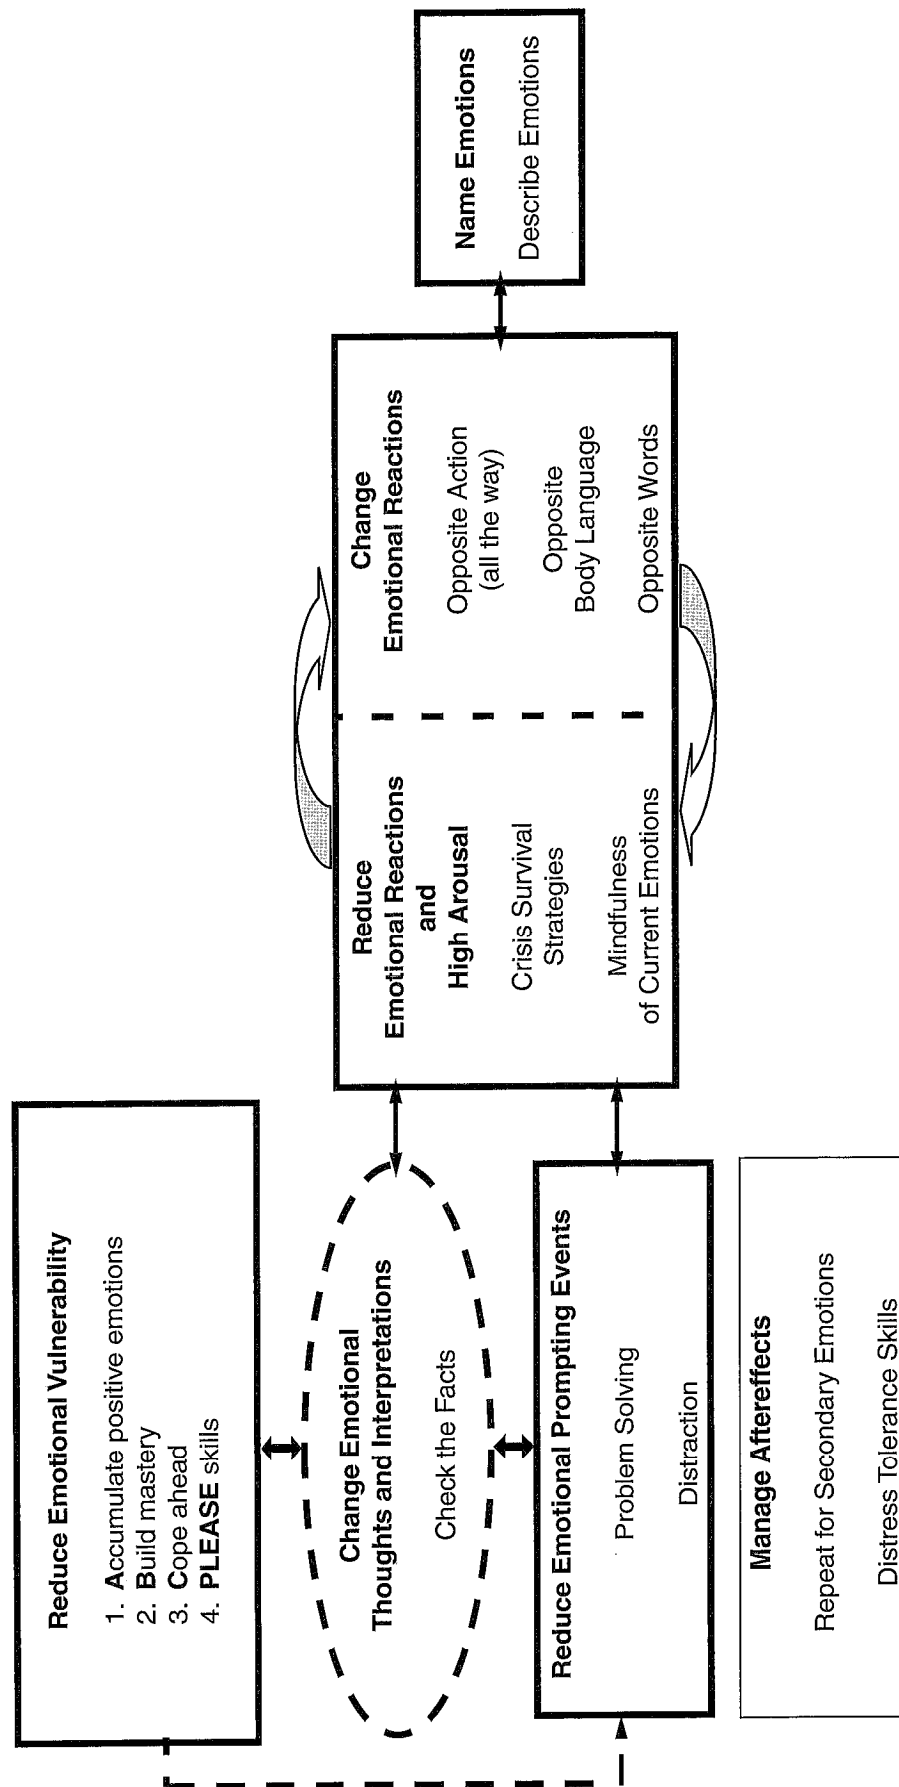 Reduce Emotional Vulnerability
1. Accumulate positive emotions
2. Build mastery
3. Cope ahead
4. PLEASE skills
Change Emotional
Thoughts and Interpretations
Check the Facts
Reduce Emotional Prompting Events
Problem Solving
Distraction
Manage Aftereffects
Repeat for Secondary Emotions
Distress Tolerance Skills
Reduce
Emotional Reactions
and
High Arousal
Crisis Survival
Strategies
Mindfulness
of Current Emotions
Change
Emotional Reactions
Opposite Action
(all the way)
Opposite
Body Language
Opposite Words
Name Emotions
Describe Emotions